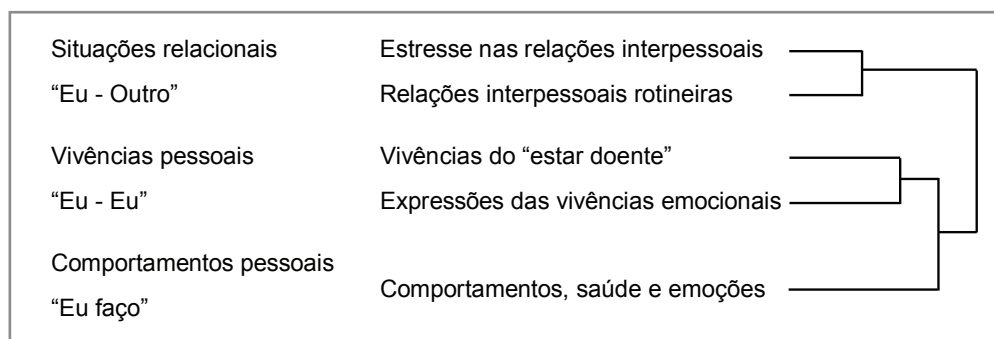 Situações relacionais Estresse nas relações interpessoais
“Eu - Outro” Relações interpessoais rotineiras
Vivências pessoais Vivências do “estar doente”
“Eu - Eu” Expressões das vivências emocionais
Comportamentos pessoais
“Eu faço” Comportamentos, saúde e emoções